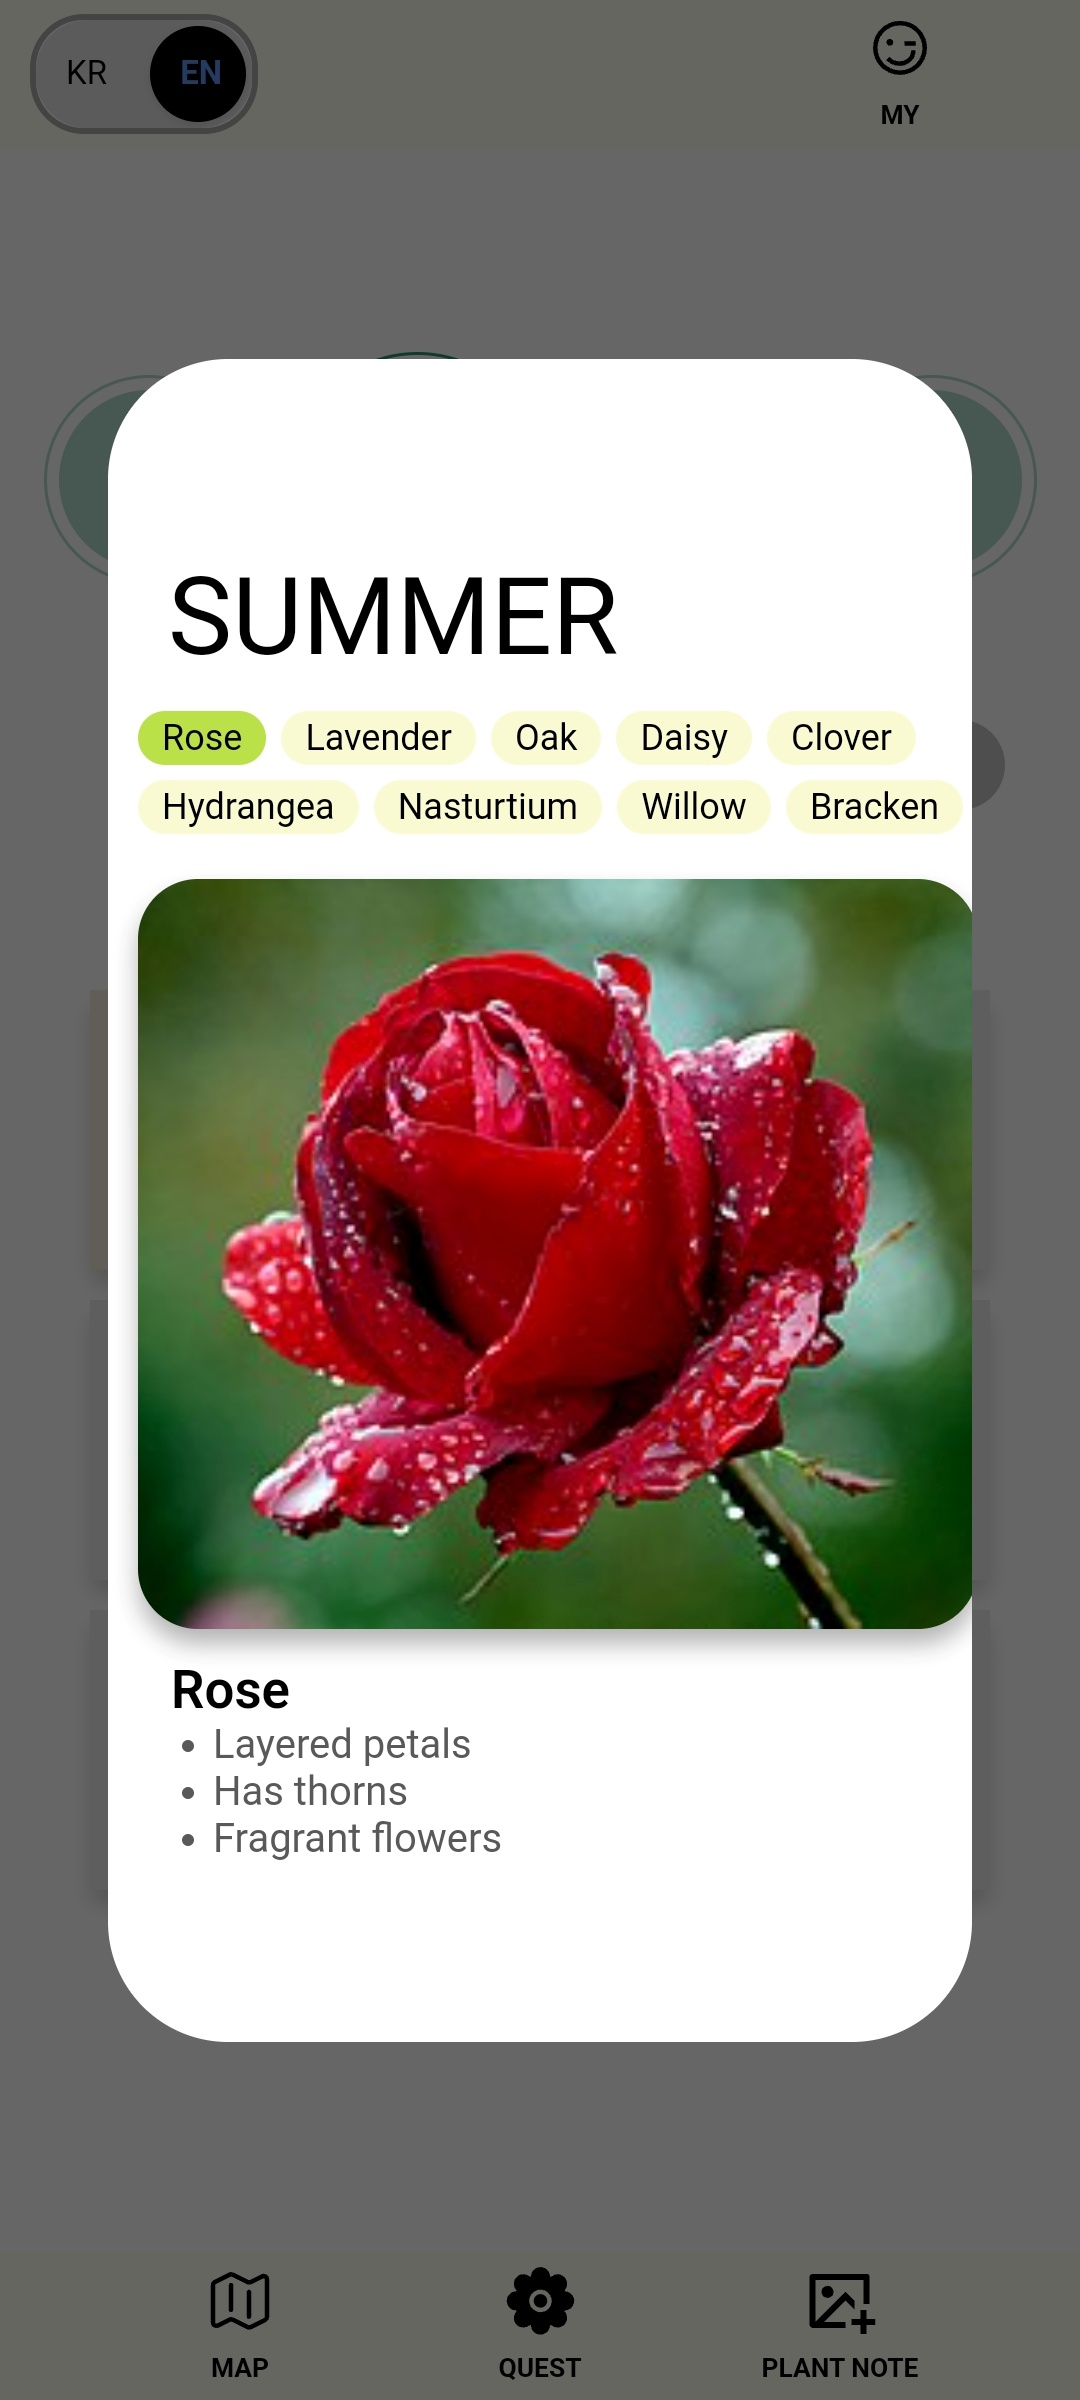 KR EN
MY
SUMMER
Rose Lavender Oak Daisy Clover
Hydrangea Nasturtium Willow Bracken
Rose
• Layered petals
• Has thorns
• Fragrant flowers
MAP QUEST PLANT NOTE